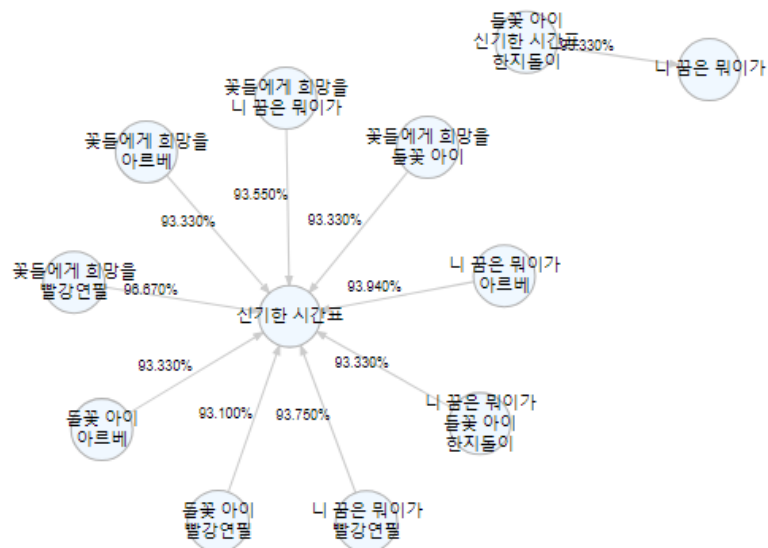 들꽃 아이
신기한 시간표
한지돌이
93.330%
니 꿈은 뭐이가
꽃들에게 희망을
니 꿈은 뭐이가
꽃들에게 희망을
아르베
꽃들에게 희망을
들꽃 아이
93.550%
93.330%
93.330%
꽃들에게 희망을
빨강연필
96.670%
니 꿈은 뭐이가
아르베
93.940%
신기한 시간표
93.330%
93.330%
들꽃 아이
아르베
93.100%
93.750%
니 꿈은 뭐이가
들꽃 아이
한지돌이
들꽃 아이
빨강연필
니 꿈은 뭐이가
빨강연필